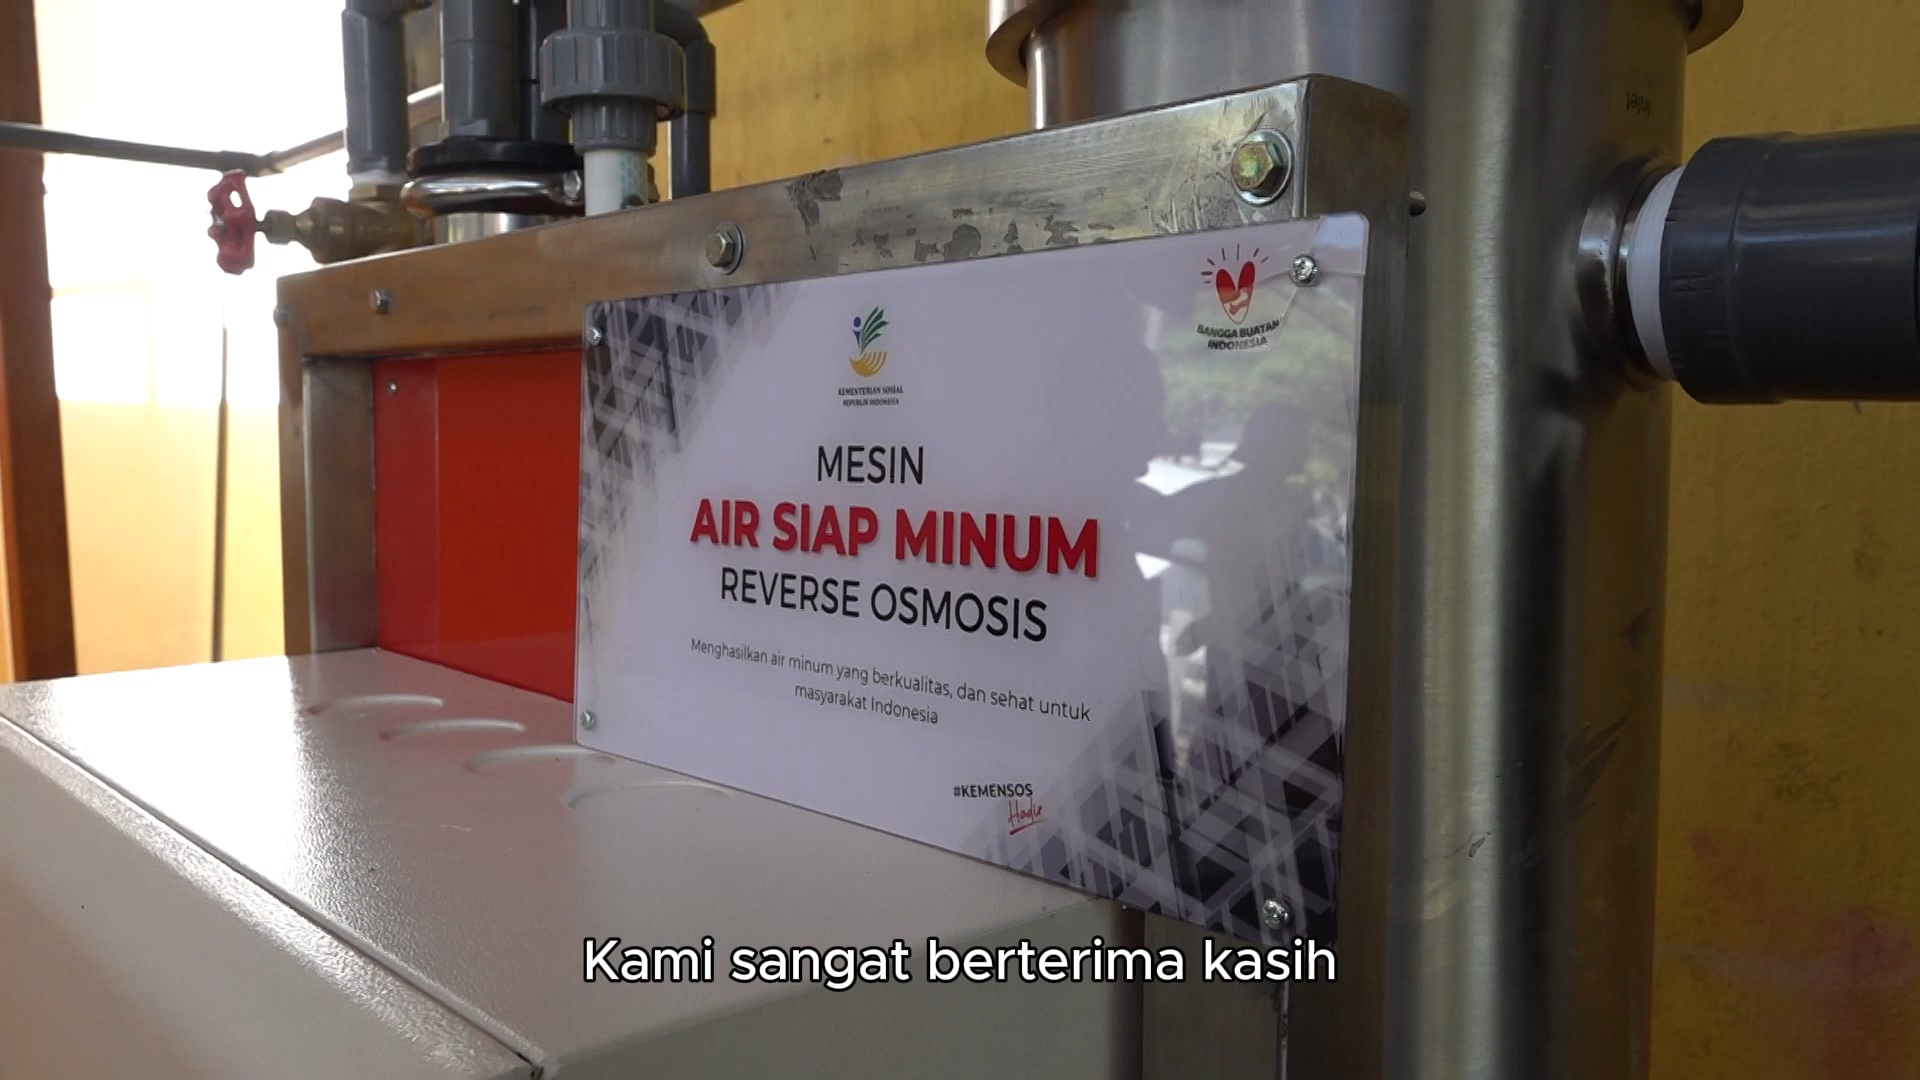 Inlet
BANGGA BUATAN
INDONESIA
KEMENTERIAN SOSIAL
REPUBLIK INDONESIA
MESIN
AIR SIAP MINUM
REVERSE OSMOSIS
Menghasilkan air minum yang berkualitas, dan sehat untuk
masyarakat Indonesia
#KEMENSOS
Hadir
Kami sangat berterima kasih